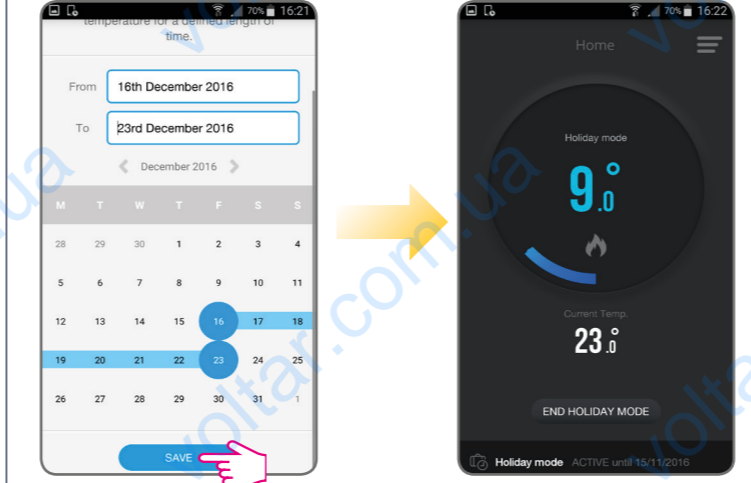 70% 16:21
temperature for a defined length of
time.
From 16th December 2016
To 23rd December 2016
December 2016
M T W T F S S
28 29 30 1 2 3 4
5 6 7 8 9 10 11
12 13 14 15 16 17 18
19 20 21 22 23 24 25
26 27 28 29 30 31 1
SAVE
70% 16:22
Home
Holiday mode
9.0°
Current Temp.
23.0°
END HOLIDAY MODE
Holiday mode ACTIVE until 15/11/2016
voltar.com.ua